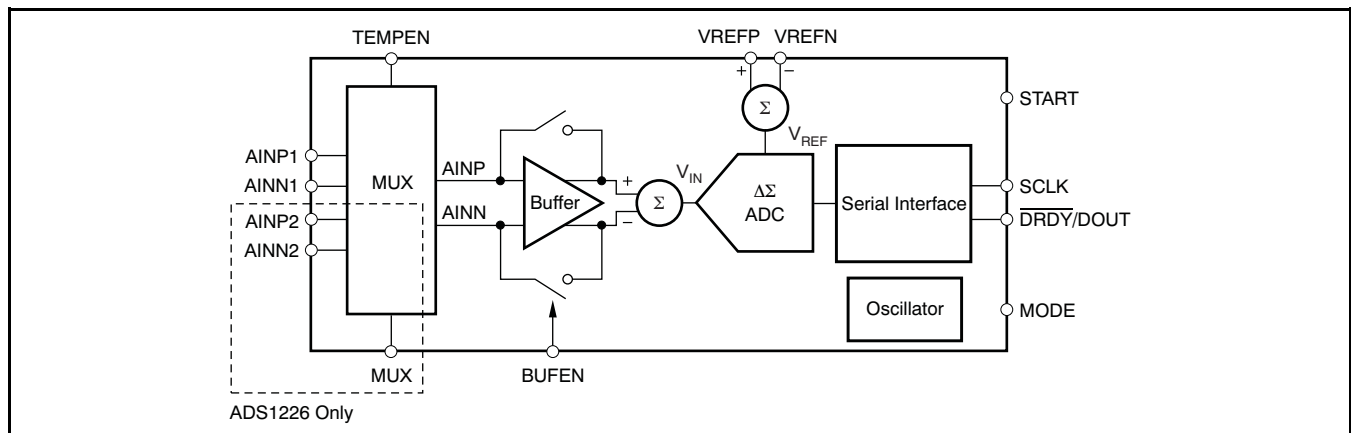 TEMPEN
VREFP
VREFN
+
−
Σ
V_REF
START
AINP1
AINN1
AINP2
AINN2
MUX
AINP
AINN
Buffer
+
−
Σ
V_IN
ΔΣ
ADC
Serial Interface
SCLK
DRDY/DOUT
Oscillator
MODE
MUX
BUFEN
ADS1226 Only